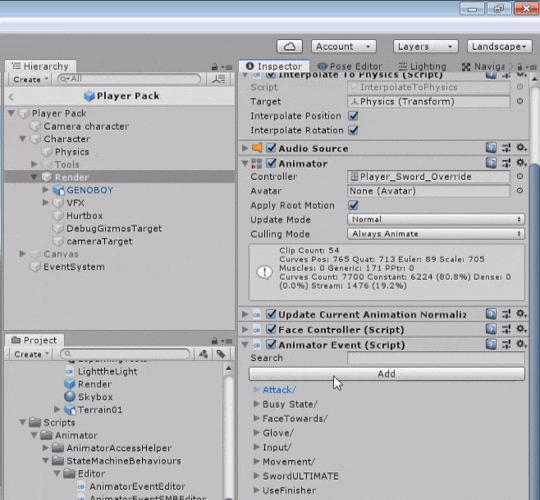 Account
Layers
Landscape
Hierarchy
Create
All
Player Pack
Player Pack
Camera character
Character
Physics
Tools
Render
GENOBOY
VFX
Hurtbox
DebugGizmosTarget
cameraTarget
Canvas
EventSystem
Project
Create
LighttheLight
Render
Skybox
Terrain01
Scripts
Animator
AnimatorAccessHelper
StateMachineBehaviours
Editor
AnimatorEventEditor
AnimatorEventSMBEditor
Inspector
Pose Editor
Lighting
Naviga
Interpolate To Physics (Script)
Script
InterpolateToPhysics
Target
Physics (Transform)
Interpolate Position
Interpolate Rotation
Audio Source
Animator
Controller
Player_Sword_Override
Avatar
None (Avatar)
Apply Root Motion
Update Mode
Normal
Culling Mode
Always Animate
Clip Count: 54
Curves Pos: 765 Quat: 713 Euler: 89 Scale: 705
Muscles: 0 Generic: 171 PPtr: 0
Curves Count: 7700 Constant: 6224 (80.8%) Dense: 0
(0.0%) Stream: 1476 (19.2%)
Update Current Animation Normaliz
Face Controller (Script)
Animator Event (Script)
Search
Add
Attack/
Busy State/
FaceTowards/
Glove/
Input/
Movement/
SwordULTIMATE
UseFinisher